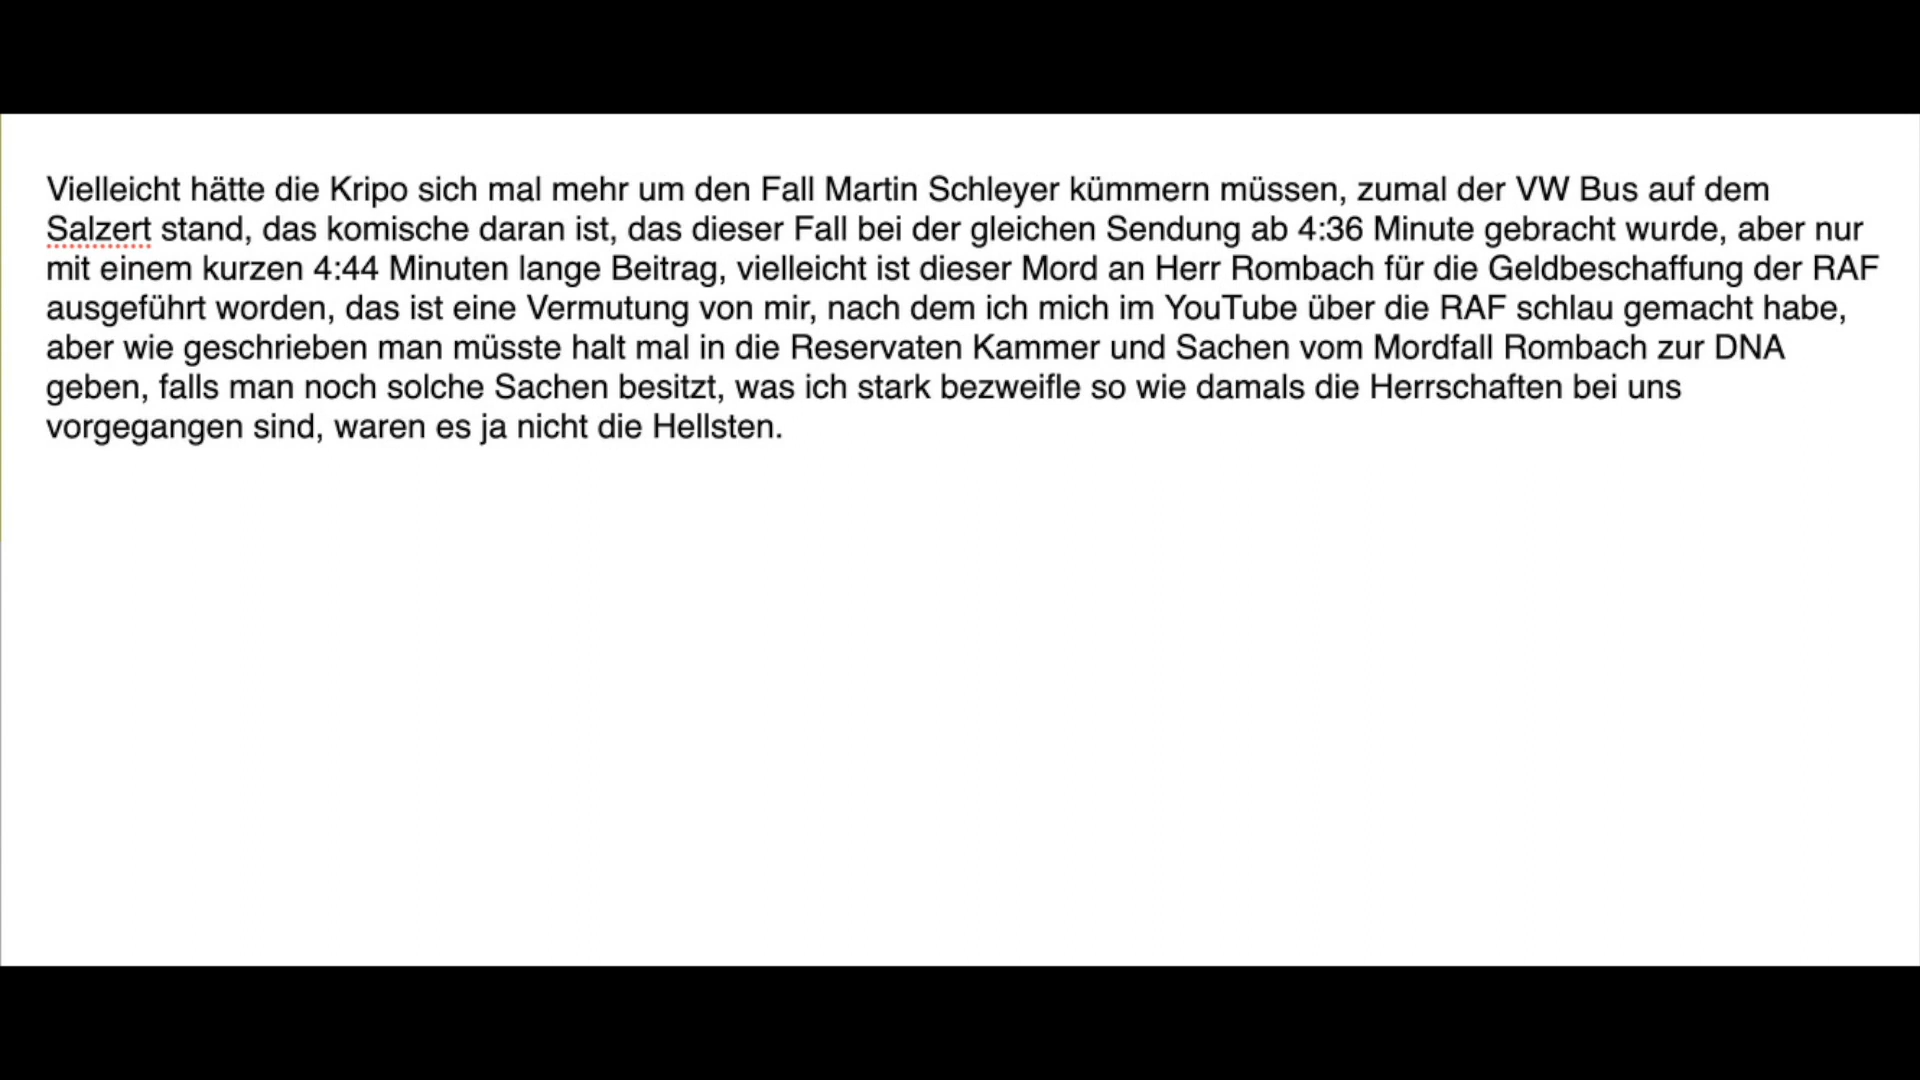 Vielleicht hätte die Kripo sich mal mehr um den Fall Martin Schleyer kümmern müssen, zumal der VW Bus auf dem
Salzert stand, das komische daran ist, das dieser Fall bei der gleichen Sendung ab 4:36 Minute gebracht wurde, aber nur
mit einem kurzen 4:44 Minuten lange Beitrag, vielleicht ist dieser Mord an Herr Rombach für die Geldbeschaffung der RAF
ausgeführt worden, das ist eine Vermutung von mir, nach dem ich mich im YouTube über die RAF schlau gemacht habe,
aber wie geschrieben man müsste halt mal in die Reservaten Kammer und Sachen vom Mordfall Rombach zur DNA
geben, falls man noch solche Sachen besitzt, was ich stark bezweifle so wie damals die Herrschaften bei uns
vorgegangen sind, waren es ja nicht die Hellsten.